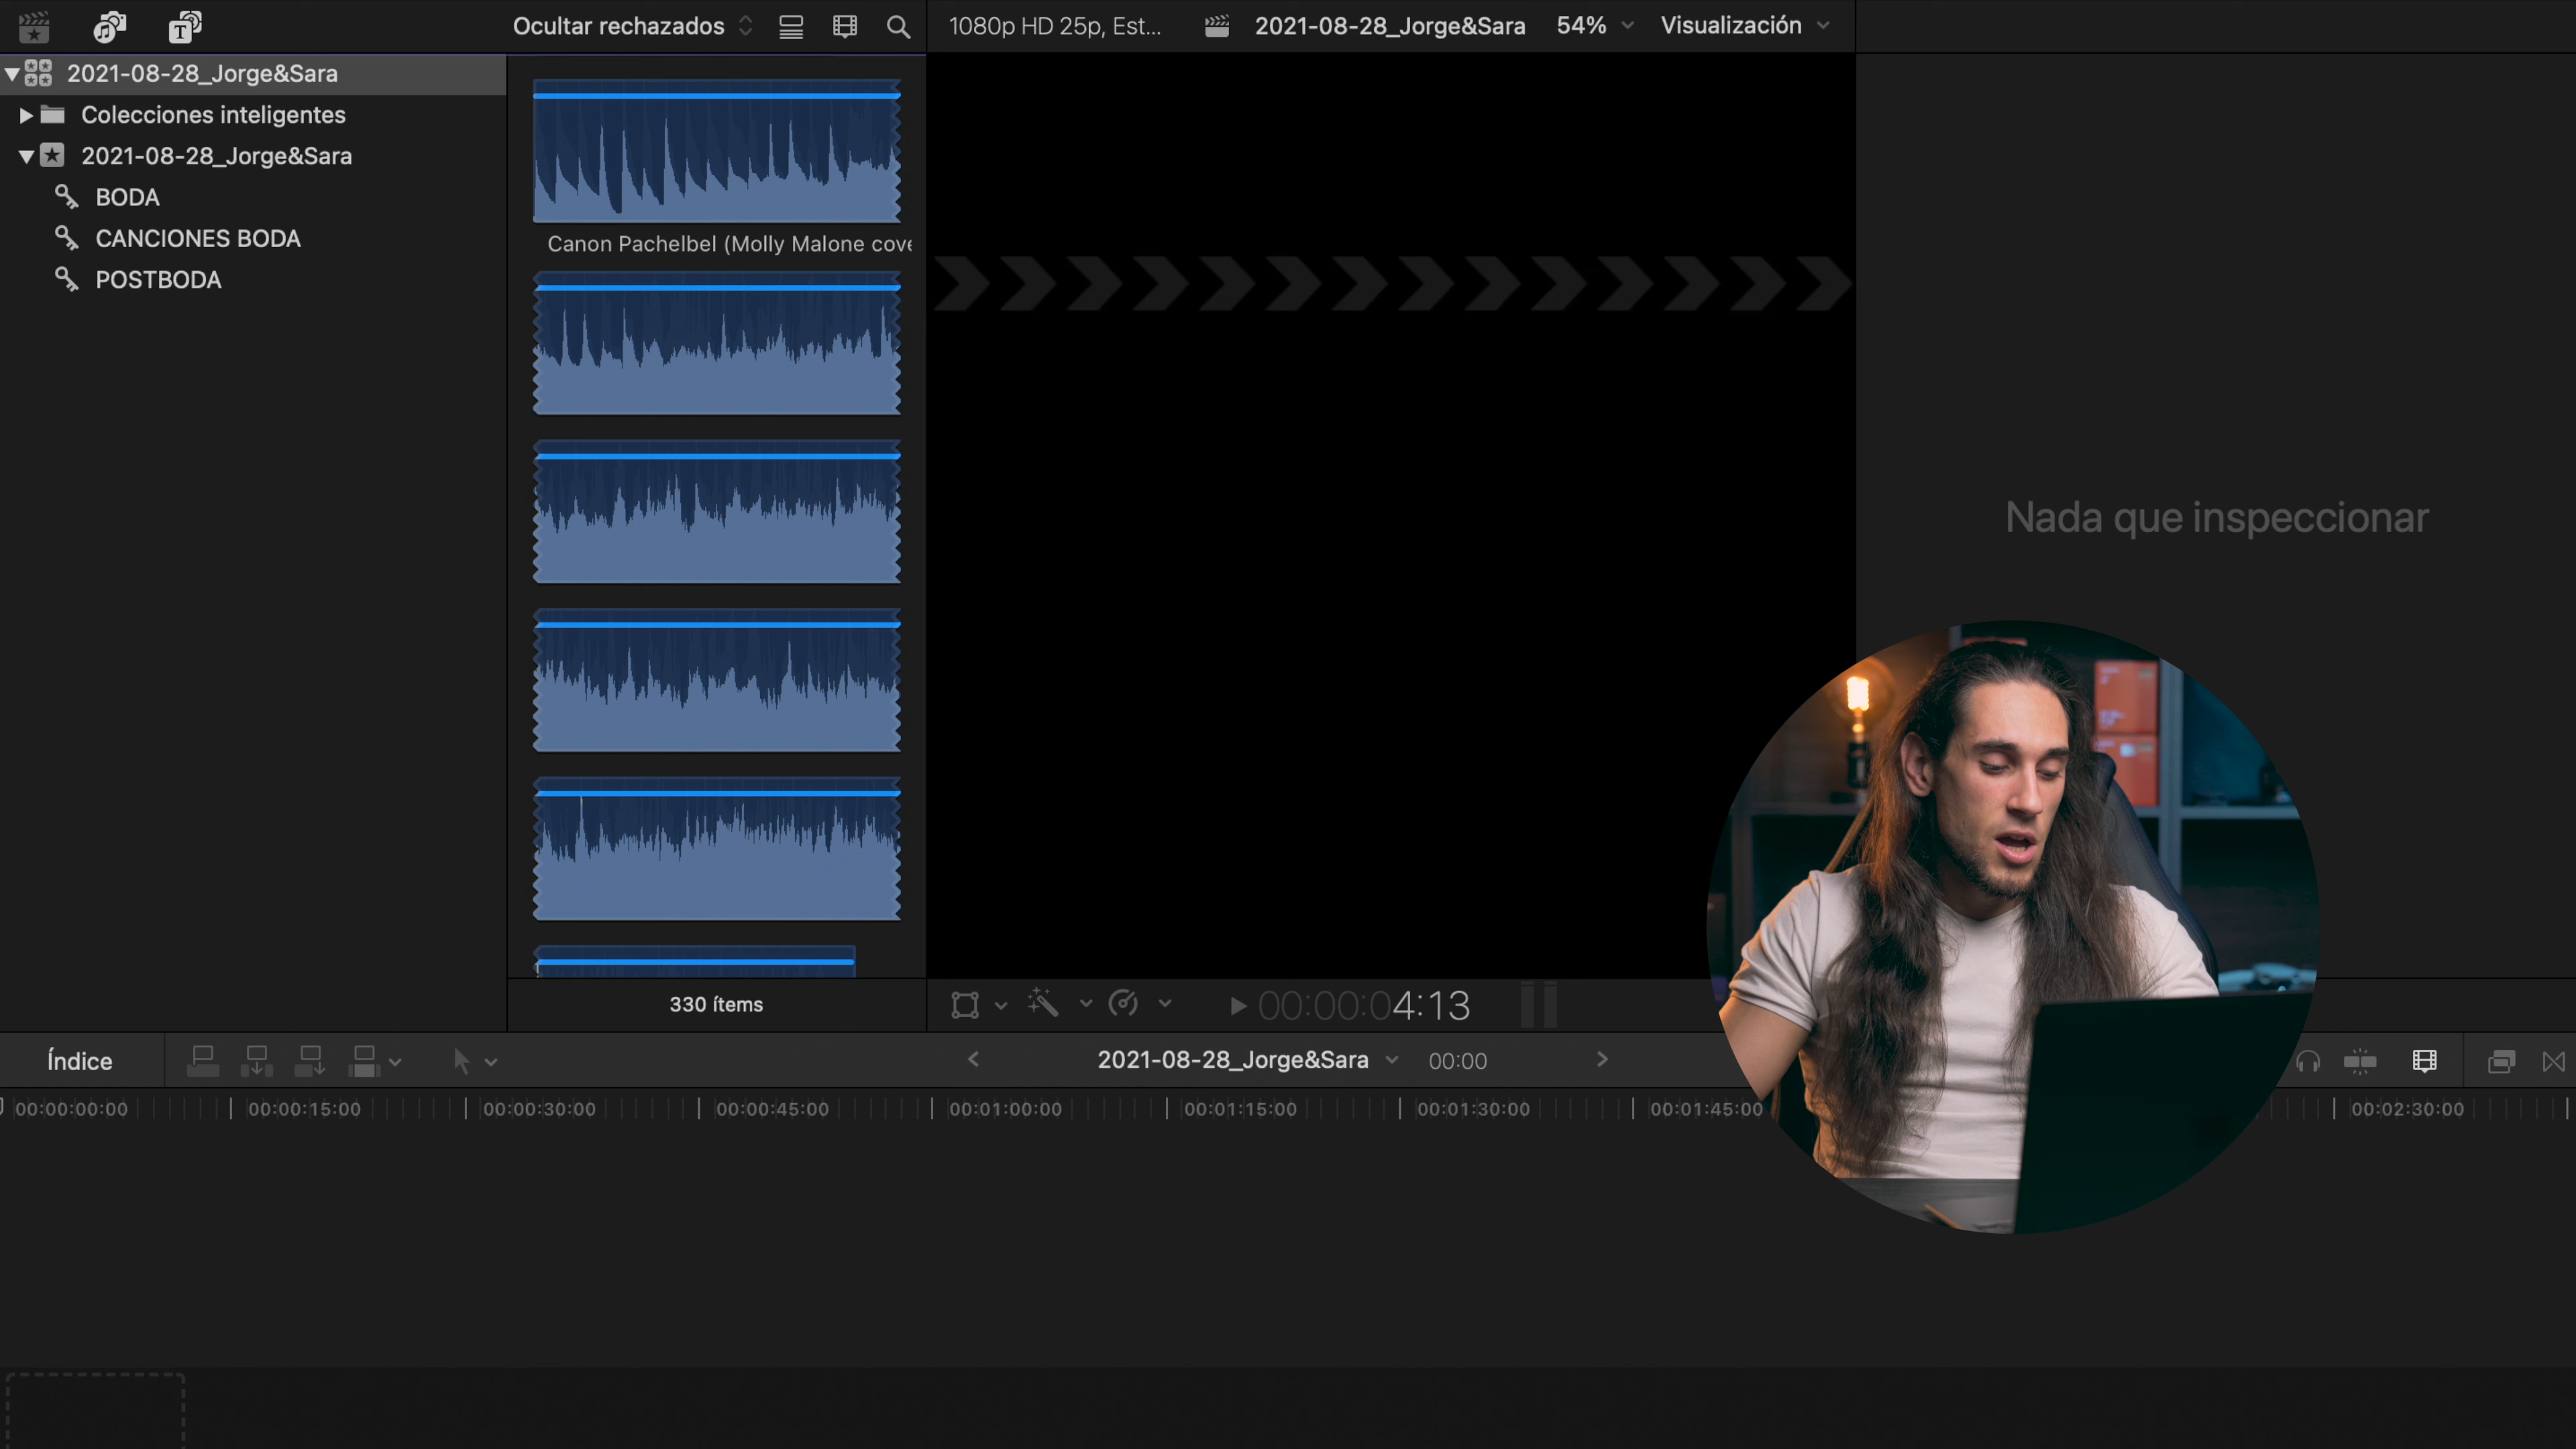 Ocultar rechazados
1080p HD 25p, Est...
2021-08-28_Jorge&Sara
54%
Visualización
2021-08-28_Jorge&Sara
Colecciones inteligentes
2021-08-28_Jorge&Sara
BODA
CANCIONES BODA
POSTBODA
Canon Pachelbel (Molly Malone cove
Nada que inspeccionar
330 ítems
00:00:04:13
Índice
2021-08-28_Jorge&Sara
00:00
00:00:00:00
00:00:15:00
00:00:30:00
00:00:45:00
00:01:00:00
00:01:15:00
00:01:30:00
00:01:45:00
00:02:30:00